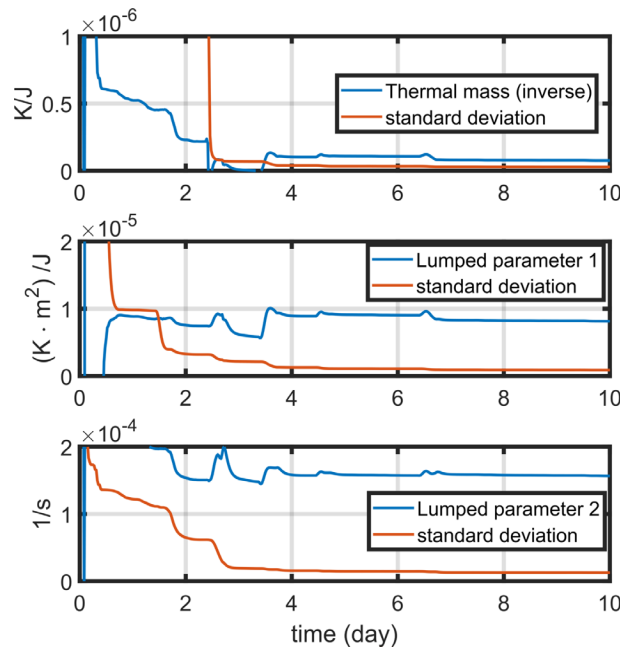 ×10⁻⁶
1
0.5
0
K/J
Thermal mass (inverse)
standard deviation
0 2 4 6 8 10
×10⁻⁵
2
1
0
(K · m²) /J
Lumped parameter 1
standard deviation
0 2 4 6 8 10
×10⁻⁴
2
1
0
1/s
Lumped parameter 2
standard deviation
0 2 4 6 8 10
time (day)